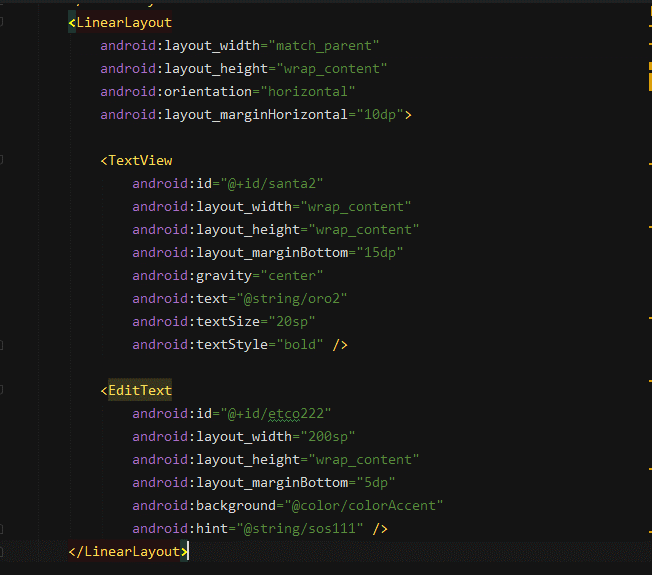 <LinearLayout
android:layout_width="match_parent"
android:layout_height="wrap_content"
android:orientation="horizontal"
android:layout_marginHorizontal="10dp">
<TextView
android:id="@+id/santa2"
android:layout_width="wrap_content"
android:layout_height="wrap_content"
android:layout_marginBottom="15dp"
android:gravity="center"
android:text="@string/oro2"
android:textSize="20sp"
android:textStyle="bold" />
<EditText
android:id="@+id/etco222"
android:layout_width="200sp"
android:layout_height="wrap_content"
android:layout_marginBottom="5dp"
android:background="@color/colorAccent"
android:hint="@string/sos111" />
</LinearLayout>